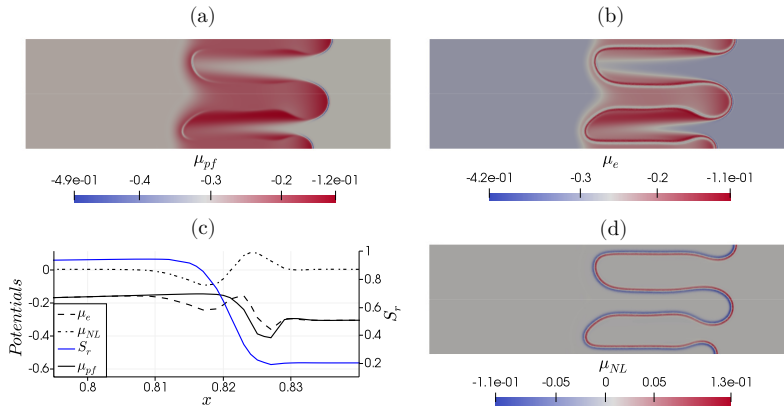 (a)
μ_pf
-4.9e-01 -0.4 -0.3 -0.2 -1.2e-01
(b)
μ_e
-4.2e-01 -0.3 -0.2 -1.1e-01
(c)
Potentials
0
-0.2
-0.4
-0.6
μ_e
μ_NL
S_r
μ_pf
0.8 0.81 0.82 0.83
x
1
0.8
0.6
0.4
0.2
S_r
(d)
μ_NL
-1.1e-01 -0.05 0 0.05 1.3e-01